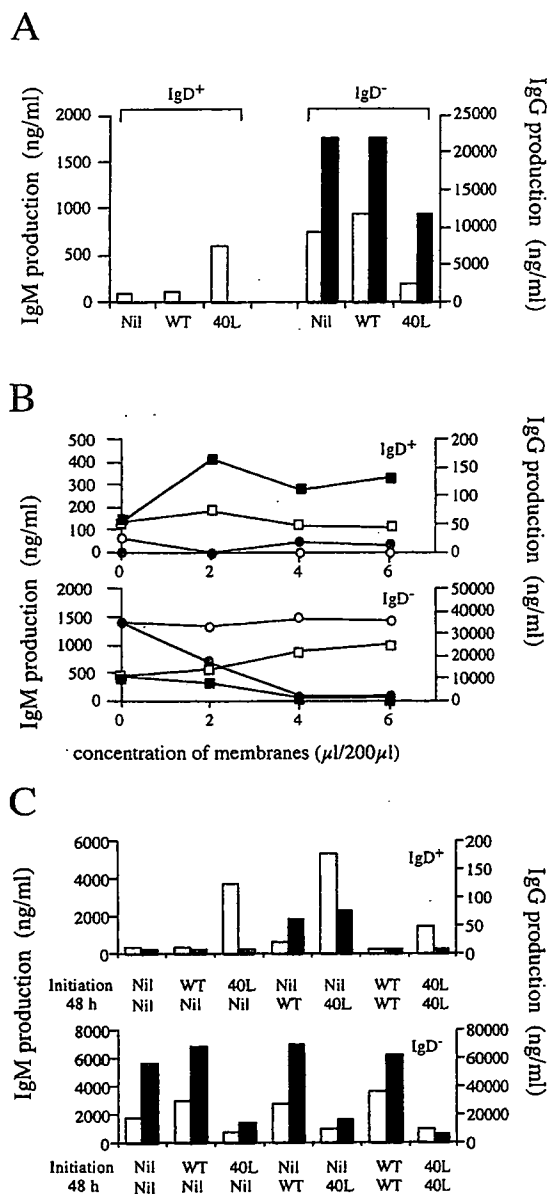 A
IgD+ IgD-
IgM production (ng/ml)
2000
1500
1000
500
0
IgG production (ng/ml)
25000
20000
15000
10000
5000
0
Nil WT 40L Nil WT 40L
B
IgM production (ng/ml)
500
400
300
200
100
0
IgD+
200
150
100
50
0
0 2 4 6
IgG production (ng/ml)
2000
1500
1000
500
0
IgD-
50000
40000
30000
20000
10000
0
0 2 4 6
concentration of membranes (µl/200µl)
C
IgM production (ng/ml)
6000
4000
2000
0
IgD+
200
150
100
50
0
IgG production (ng/ml)
Initiation Nil WT 40L Nil Nil WT 40L
48 h Nil Nil Nil WT 40L WT 40L
8000
6000
4000
2000
0
IgD-
80000
60000
40000
20000
0
Initiation Nil WT 40L Nil Nil WT 40L
48 h Nil Nil Nil WT 40L WT 40L